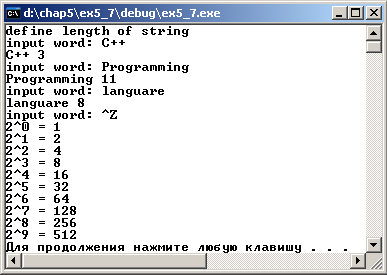 d:\chap5\ex5_7\debug\ex5_7.exe
define length of string
input word: C++
C++ 3
input word: Programming
Programming 11
input word: languare
languare 8
input word: ^Z
2^0 = 1
2^1 = 2
2^2 = 4
2^3 = 8
2^4 = 16
2^5 = 32
2^6 = 64
2^7 = 128
2^8 = 256
2^9 = 512
Для продолжения нажмите любую клавишу . . .